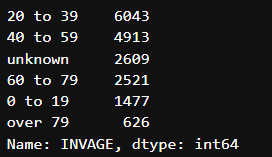 20 to 39    6043
40 to 59    4913
unknown     2609
60 to 79    2521
0 to 19     1477
over 79      626
Name: INVAGE, dtype: int64